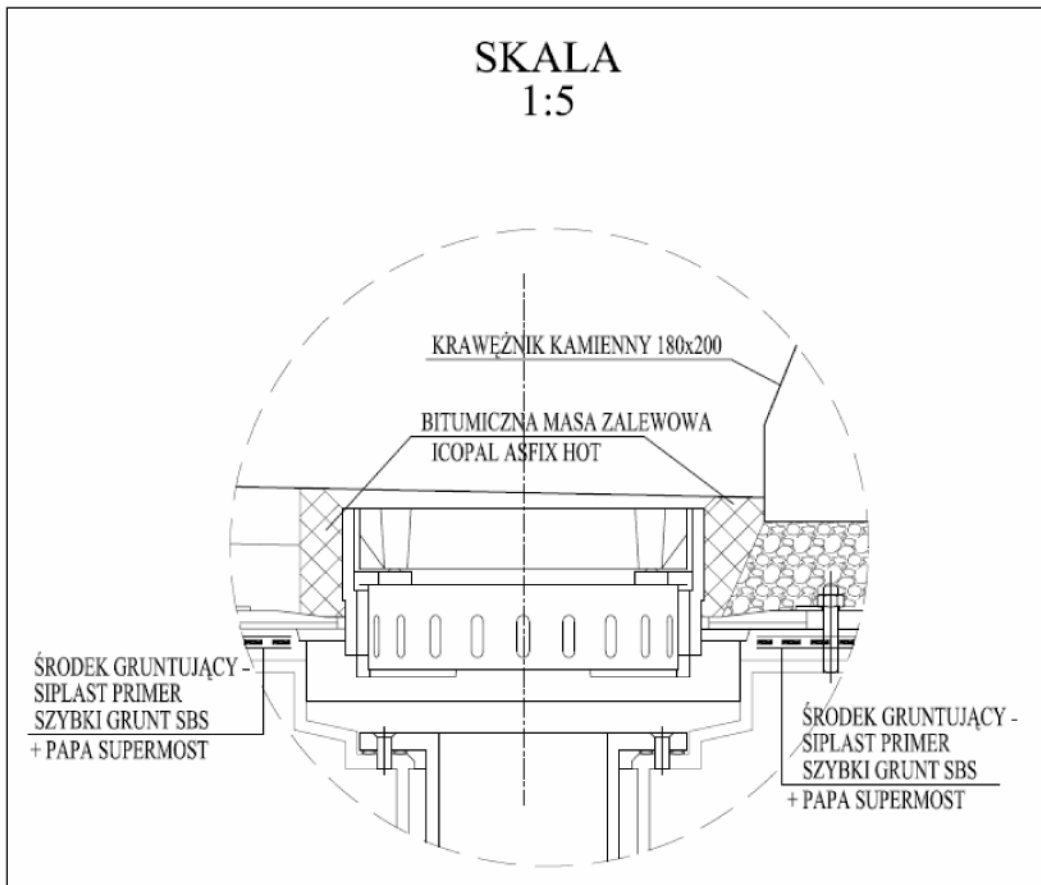 SKALA
1:5
KRAWĘŻNIK KAMIENNY 180x200
BITUMICZNA MASA ZALEWOWA
ICOPAL ASFIX HOT
ŚRODEK GRUNTUJĄCY -
SIPLAST PRIMER
SZYBKI GRUNT SBS
+ PAPA SUPERMOST
ŚRODEK GRUNTUJĄCY -
SIPLAST PRIMER
SZYBKI GRUNT SBS
+ PAPA SUPERMOST